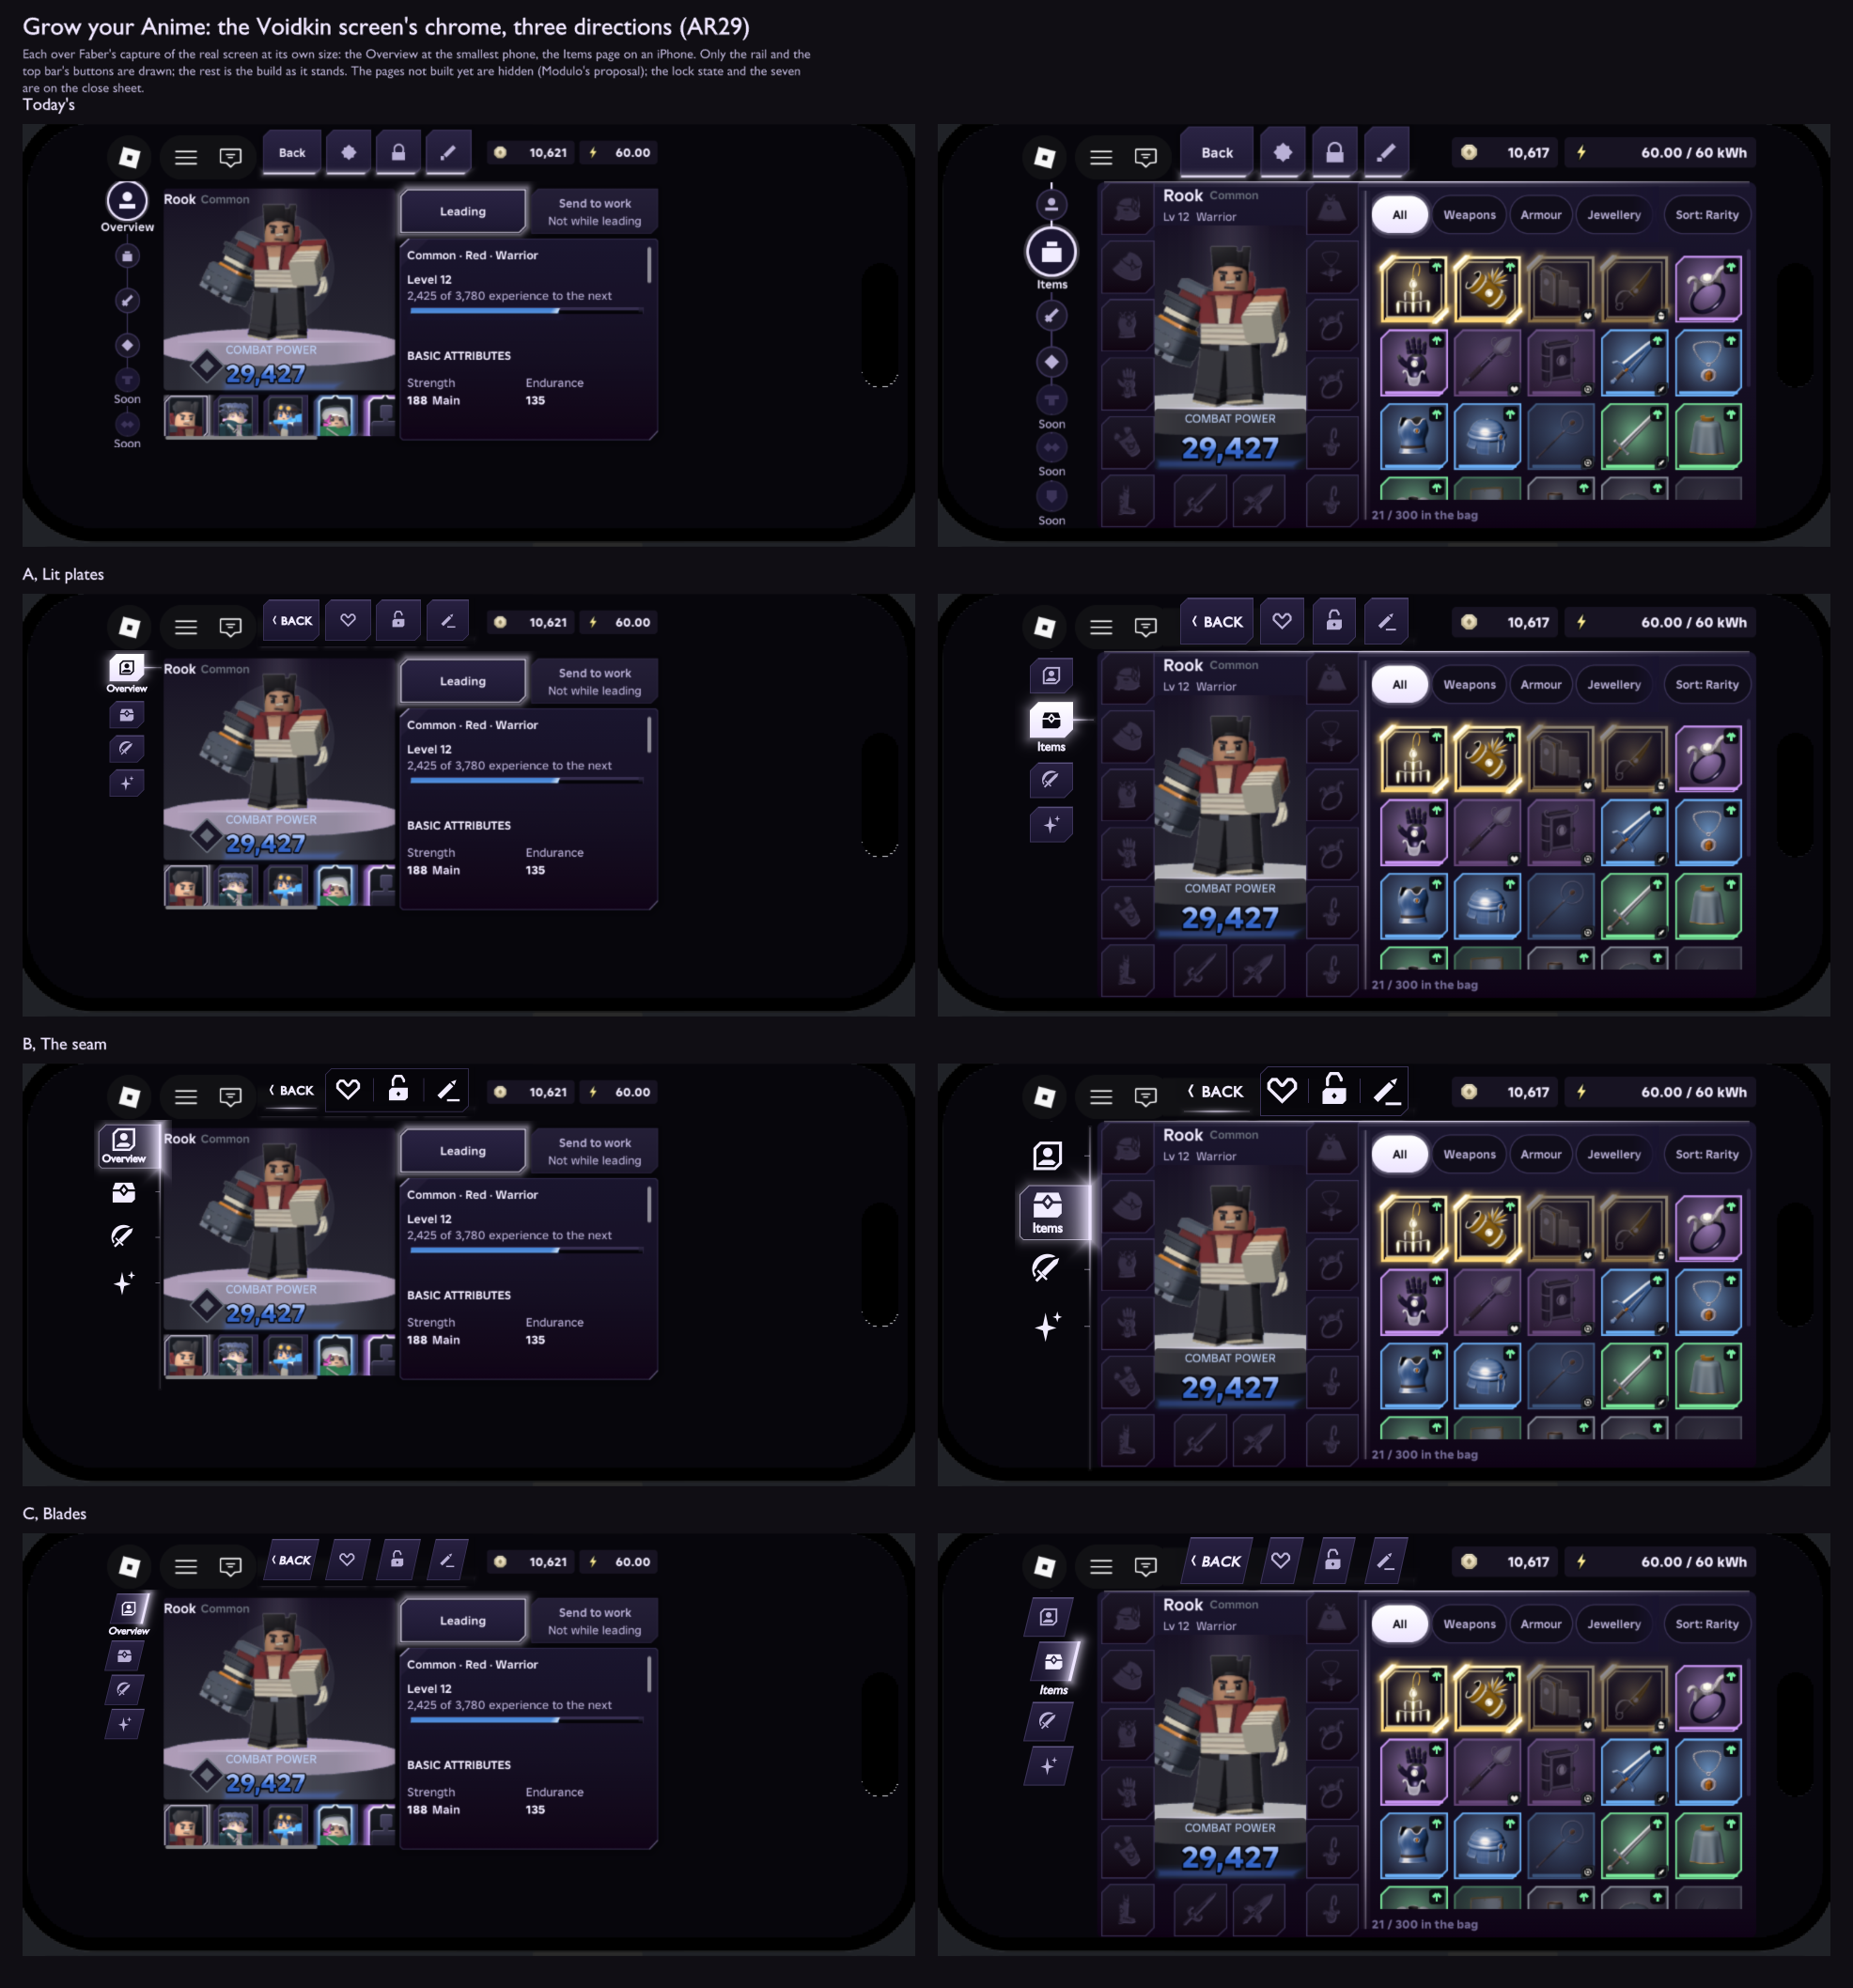 Grow your Anime: the Voidkin screen's chrome, three directions (AR29)
Each over Faber's capture of the real screen at its own size: the Overview at the smallest phone, the Items page on an iPhone. Only the rail and the
top bar's buttons are drawn; the rest is the build as it stands. The pages not built yet are hidden (Modulo's proposal); the lock state and the seven
are on the close sheet.
Today's
Back
10,621
60.00
Overview
Rook Common
Leading
Send to work
Not while leading
Common · Red · Warrior
Level 12
2,425 of 3,780 experience to the next
BASIC ATTRIBUTES
Strength
Endurance
188 Main
135
COMBAT POWER
29,427
Soon
Soon
Back
10,617
60.00 / 60 kWh
Rook Common
Lv 12 Warrior
Items
All
Weapons
Armour
Jewellery
Sort: Rarity
COMBAT POWER
29,427
Soon
Soon
Soon
21 / 300 in the bag
A, Lit plates
BACK
10,621
60.00
Overview
Rook Common
Leading
Send to work
Not while leading
Common · Red · Warrior
Level 12
2,425 of 3,780 experience to the next
BASIC ATTRIBUTES
Strength
Endurance
188 Main
135
COMBAT POWER
29,427
BACK
10,617
60.00 / 60 kWh
Rook Common
Lv 12 Warrior
Items
All
Weapons
Armour
Jewellery
Sort: Rarity
COMBAT POWER
29,427
21 / 300 in the bag
B, The seam
BACK
10,621
60.00
Overview
Rook Common
Leading
Send to work
Not while leading
Common · Red · Warrior
Level 12
2,425 of 3,780 experience to the next
BASIC ATTRIBUTES
Strength
Endurance
188 Main
135
COMBAT POWER
29,427
BACK
10,617
60.00 / 60 kWh
Rook Common
Lv 12 Warrior
Items
All
Weapons
Armour
Jewellery
Sort: Rarity
COMBAT POWER
29,427
21 / 300 in the bag
C, Blades
BACK
10,621
60.00
Overview
Rook Common
Leading
Send to work
Not while leading
Common · Red · Warrior
Level 12
2,425 of 3,780 experience to the next
BASIC ATTRIBUTES
Strength
Endurance
188 Main
135
COMBAT POWER
29,427
BACK
10,617
60.00 / 60 kWh
Rook Common
Lv 12 Warrior
Items
All
Weapons
Armour
Jewellery
Sort: Rarity
COMBAT POWER
29,427
21 / 300 in the bag